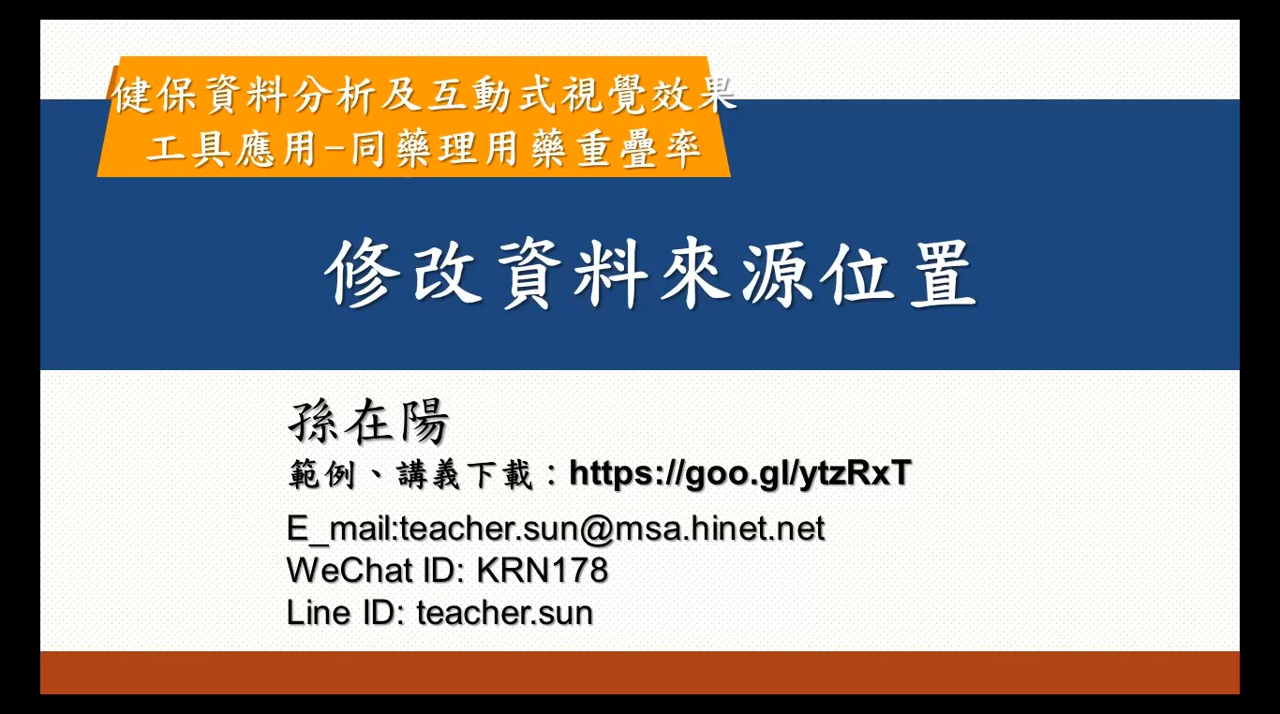 健保資料分析及互動式視覺效果
工具應用-同藥理用藥重疊率
修改資料來源位置
孫在陽
範例、講義下載：https://goo.gl/ytzRxT
E_mail:teacher.sun@msa.hinet.net
WeChat ID: KRN178
Line ID: teacher.sun